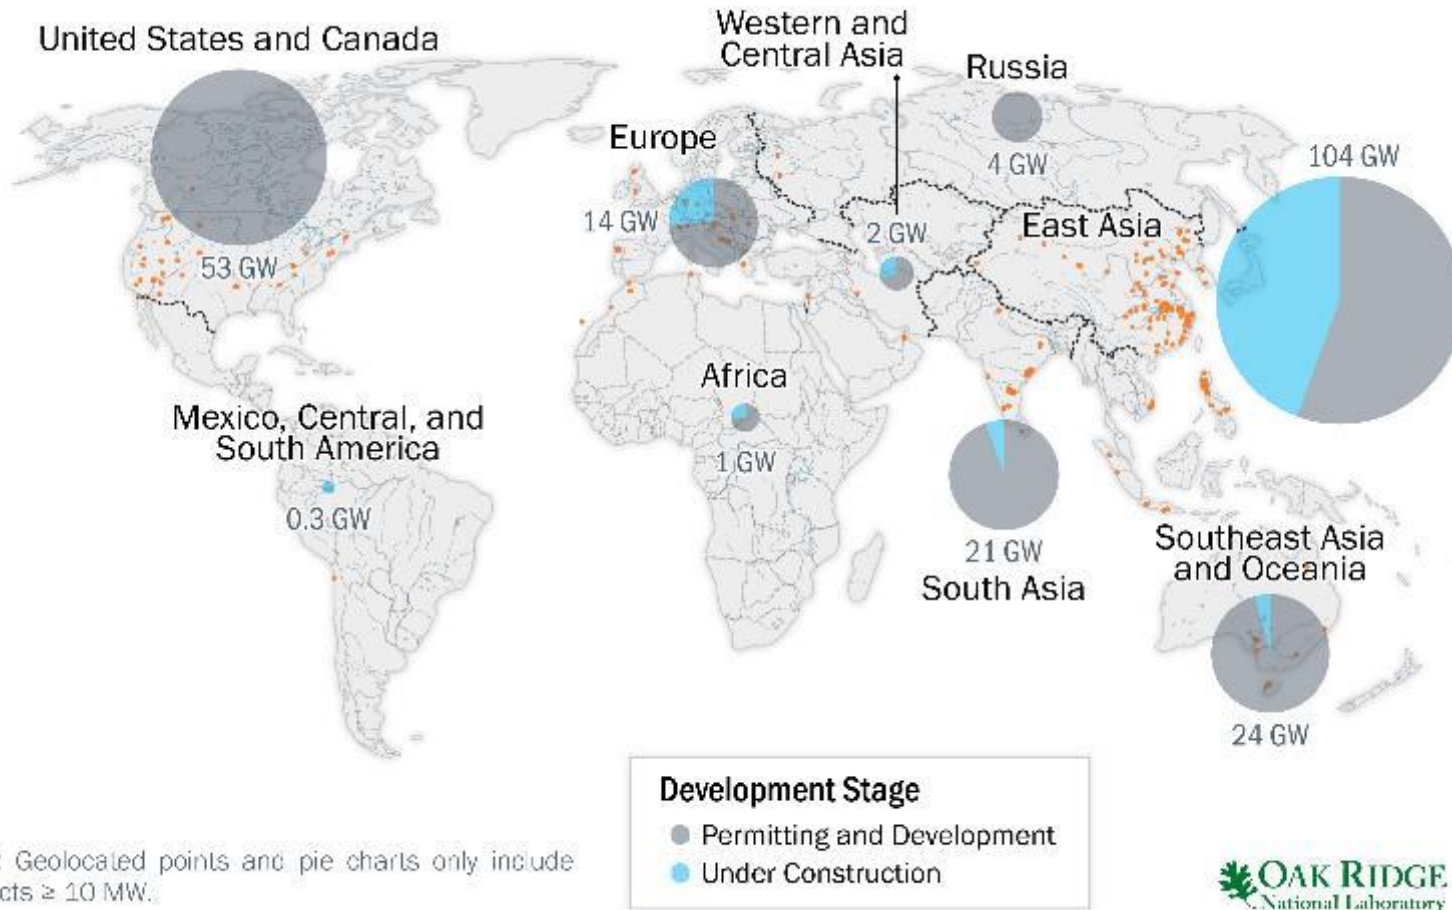 United States and Canada
53 GW
Western and
Central Asia
2 GW
Russia
4 GW
Europe
14 GW
East Asia
104 GW
Africa
1 GW
Mexico, Central, and
South America
0.3 GW
21 GW
South Asia
Southeast Asia
and Oceania
24 GW
Development Stage
Permitting and Development
Under Construction
: Geolocated points and pie charts only include
cts ≥ 10 MW.
OAK RIDGE
National Laboratory